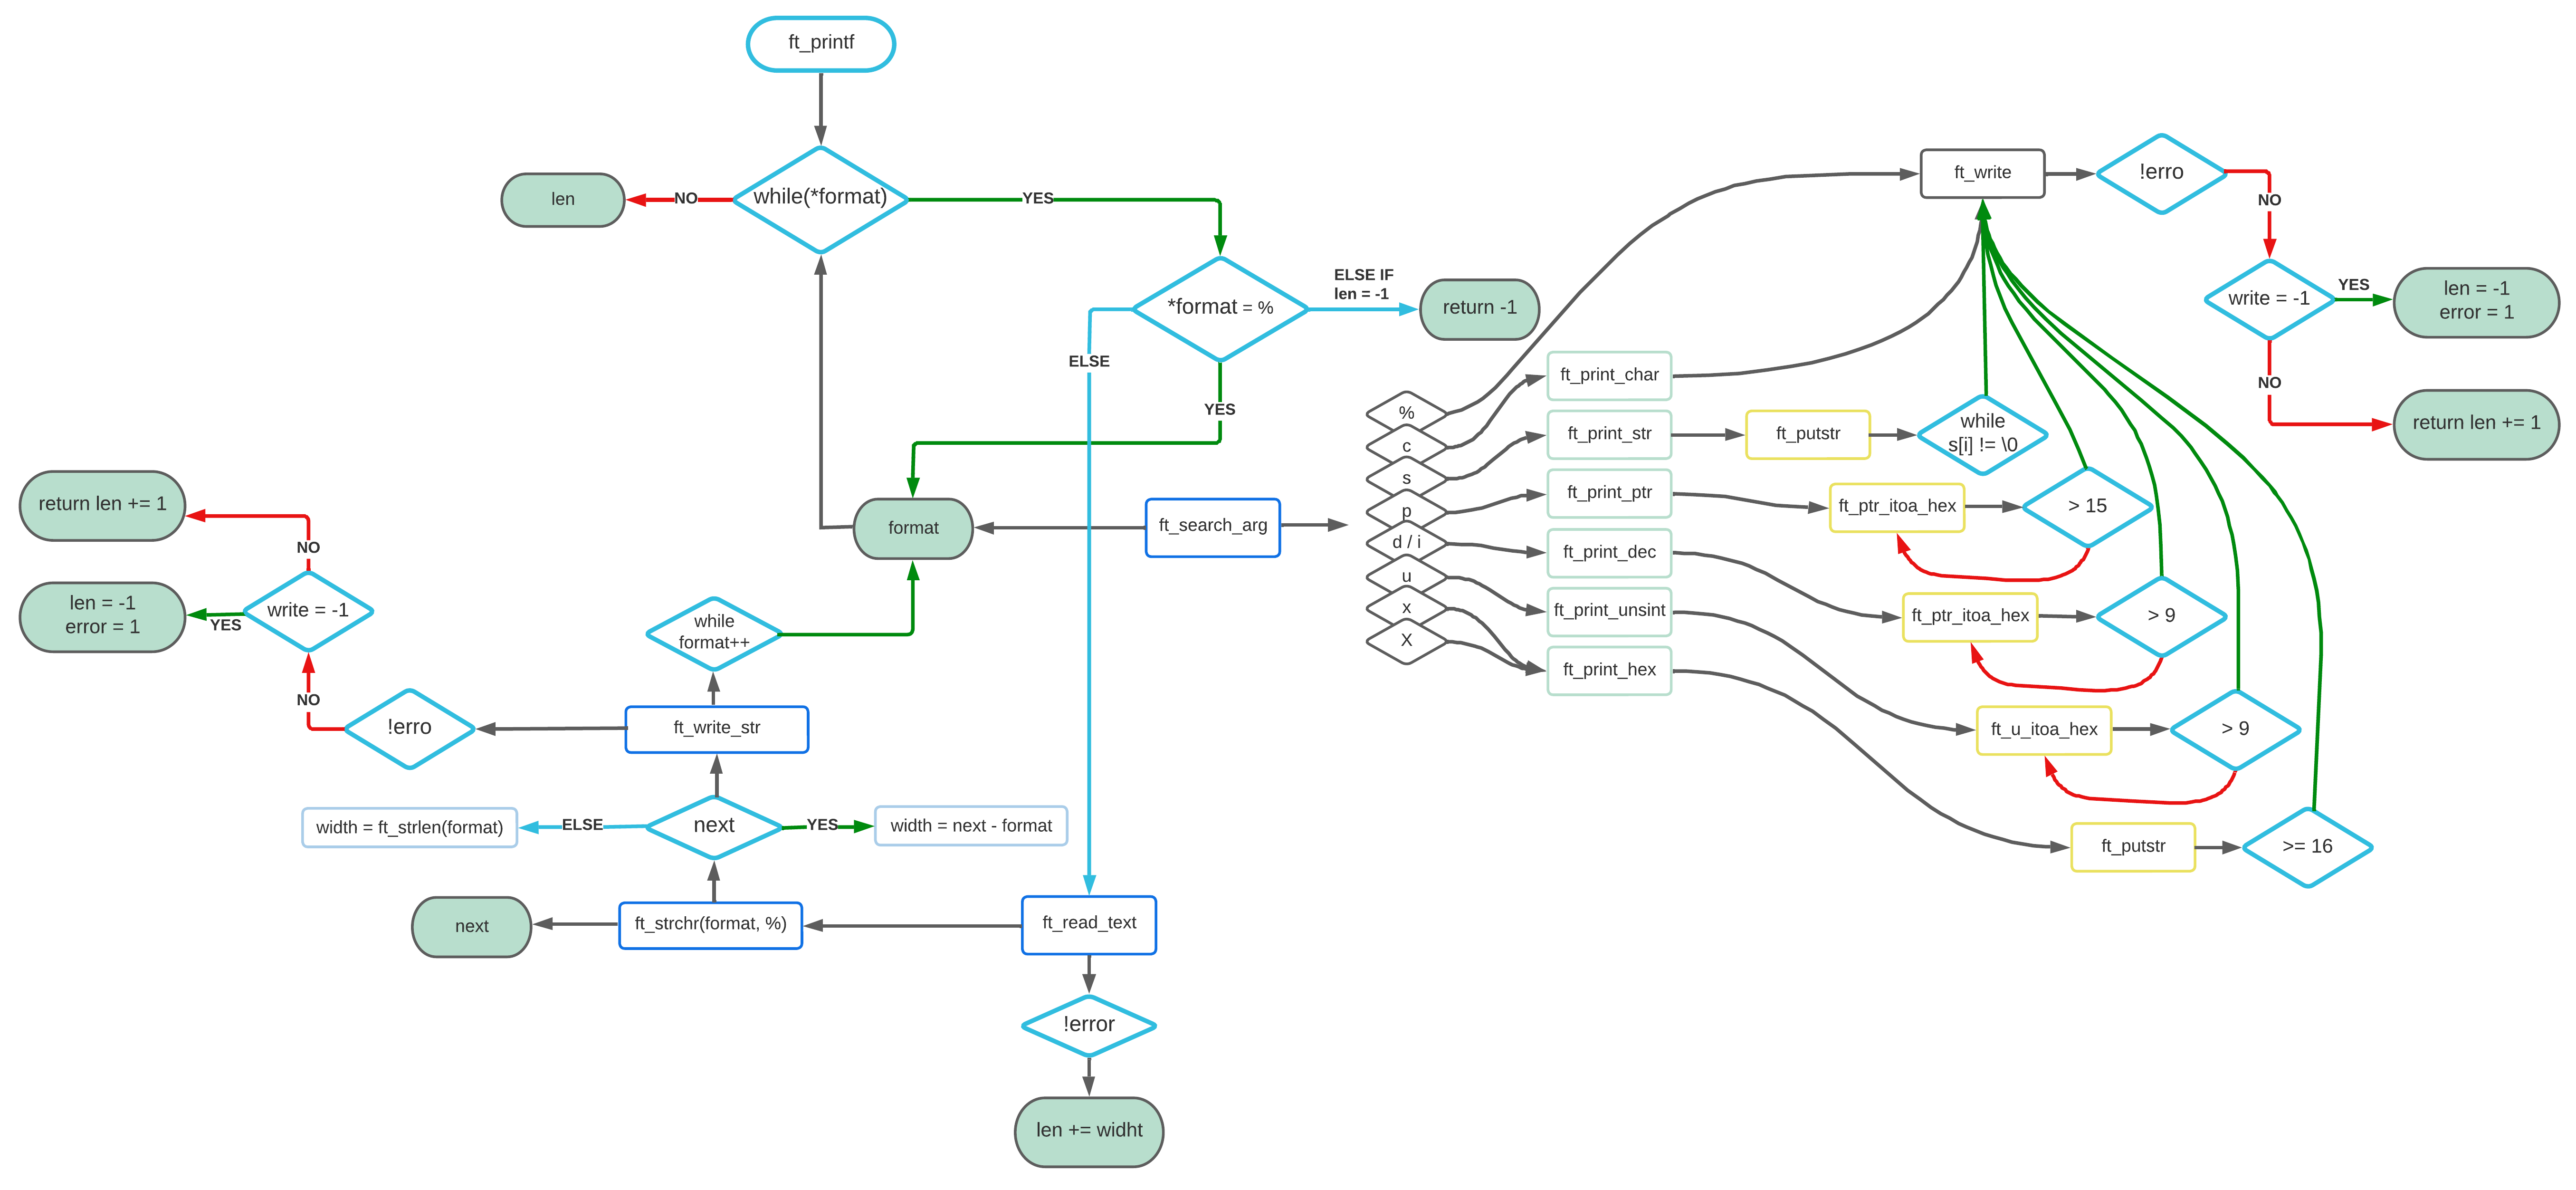 ft_printf
while(*format)
NO
len
YES
*format = %
ELSE IF
len = -1
return -1
ELSE
YES
format
ft_search_arg
while
format++
ft_write_str
!erro
NO
write = -1
NO
return len += 1
YES
len = -1
error = 1
next
ELSE
width = ft_strlen(format)
YES
width = next - format
ft_strchr(format, %)
next
ft_read_text
!error
len += widht
%
c
s
p
d / i
u
x
X
ft_print_char
ft_print_str
ft_print_ptr
ft_print_dec
ft_print_unsint
ft_print_hex
ft_putstr
while
s[i] != \0
ft_ptr_itoa_hex
> 15
ft_ptr_itoa_hex
> 9
ft_u_itoa_hex
> 9
ft_putstr
>= 16
ft_write
!erro
NO
write = -1
YES
len = -1
error = 1
NO
return len += 1